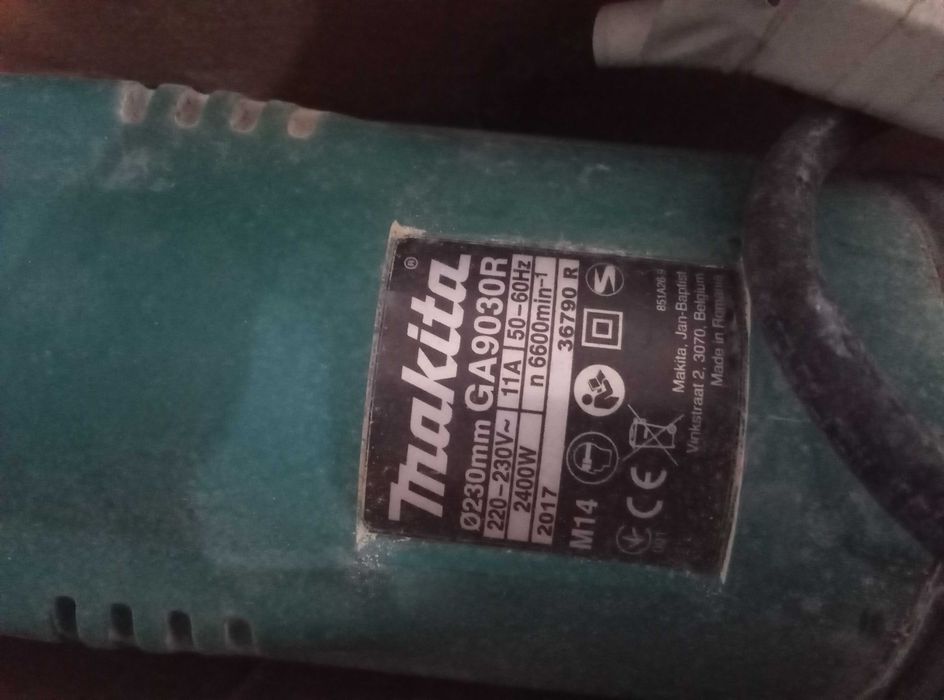 Makita®
Ø230mm GA9030R
220-230V~ 11A 50-60Hz
2400W n 6600min-1
2017 36790 R
M14
CE
851A26-
Makita, Jan-Baptist
Vinkstraat 2, 3070, Belgium
Made in Romania